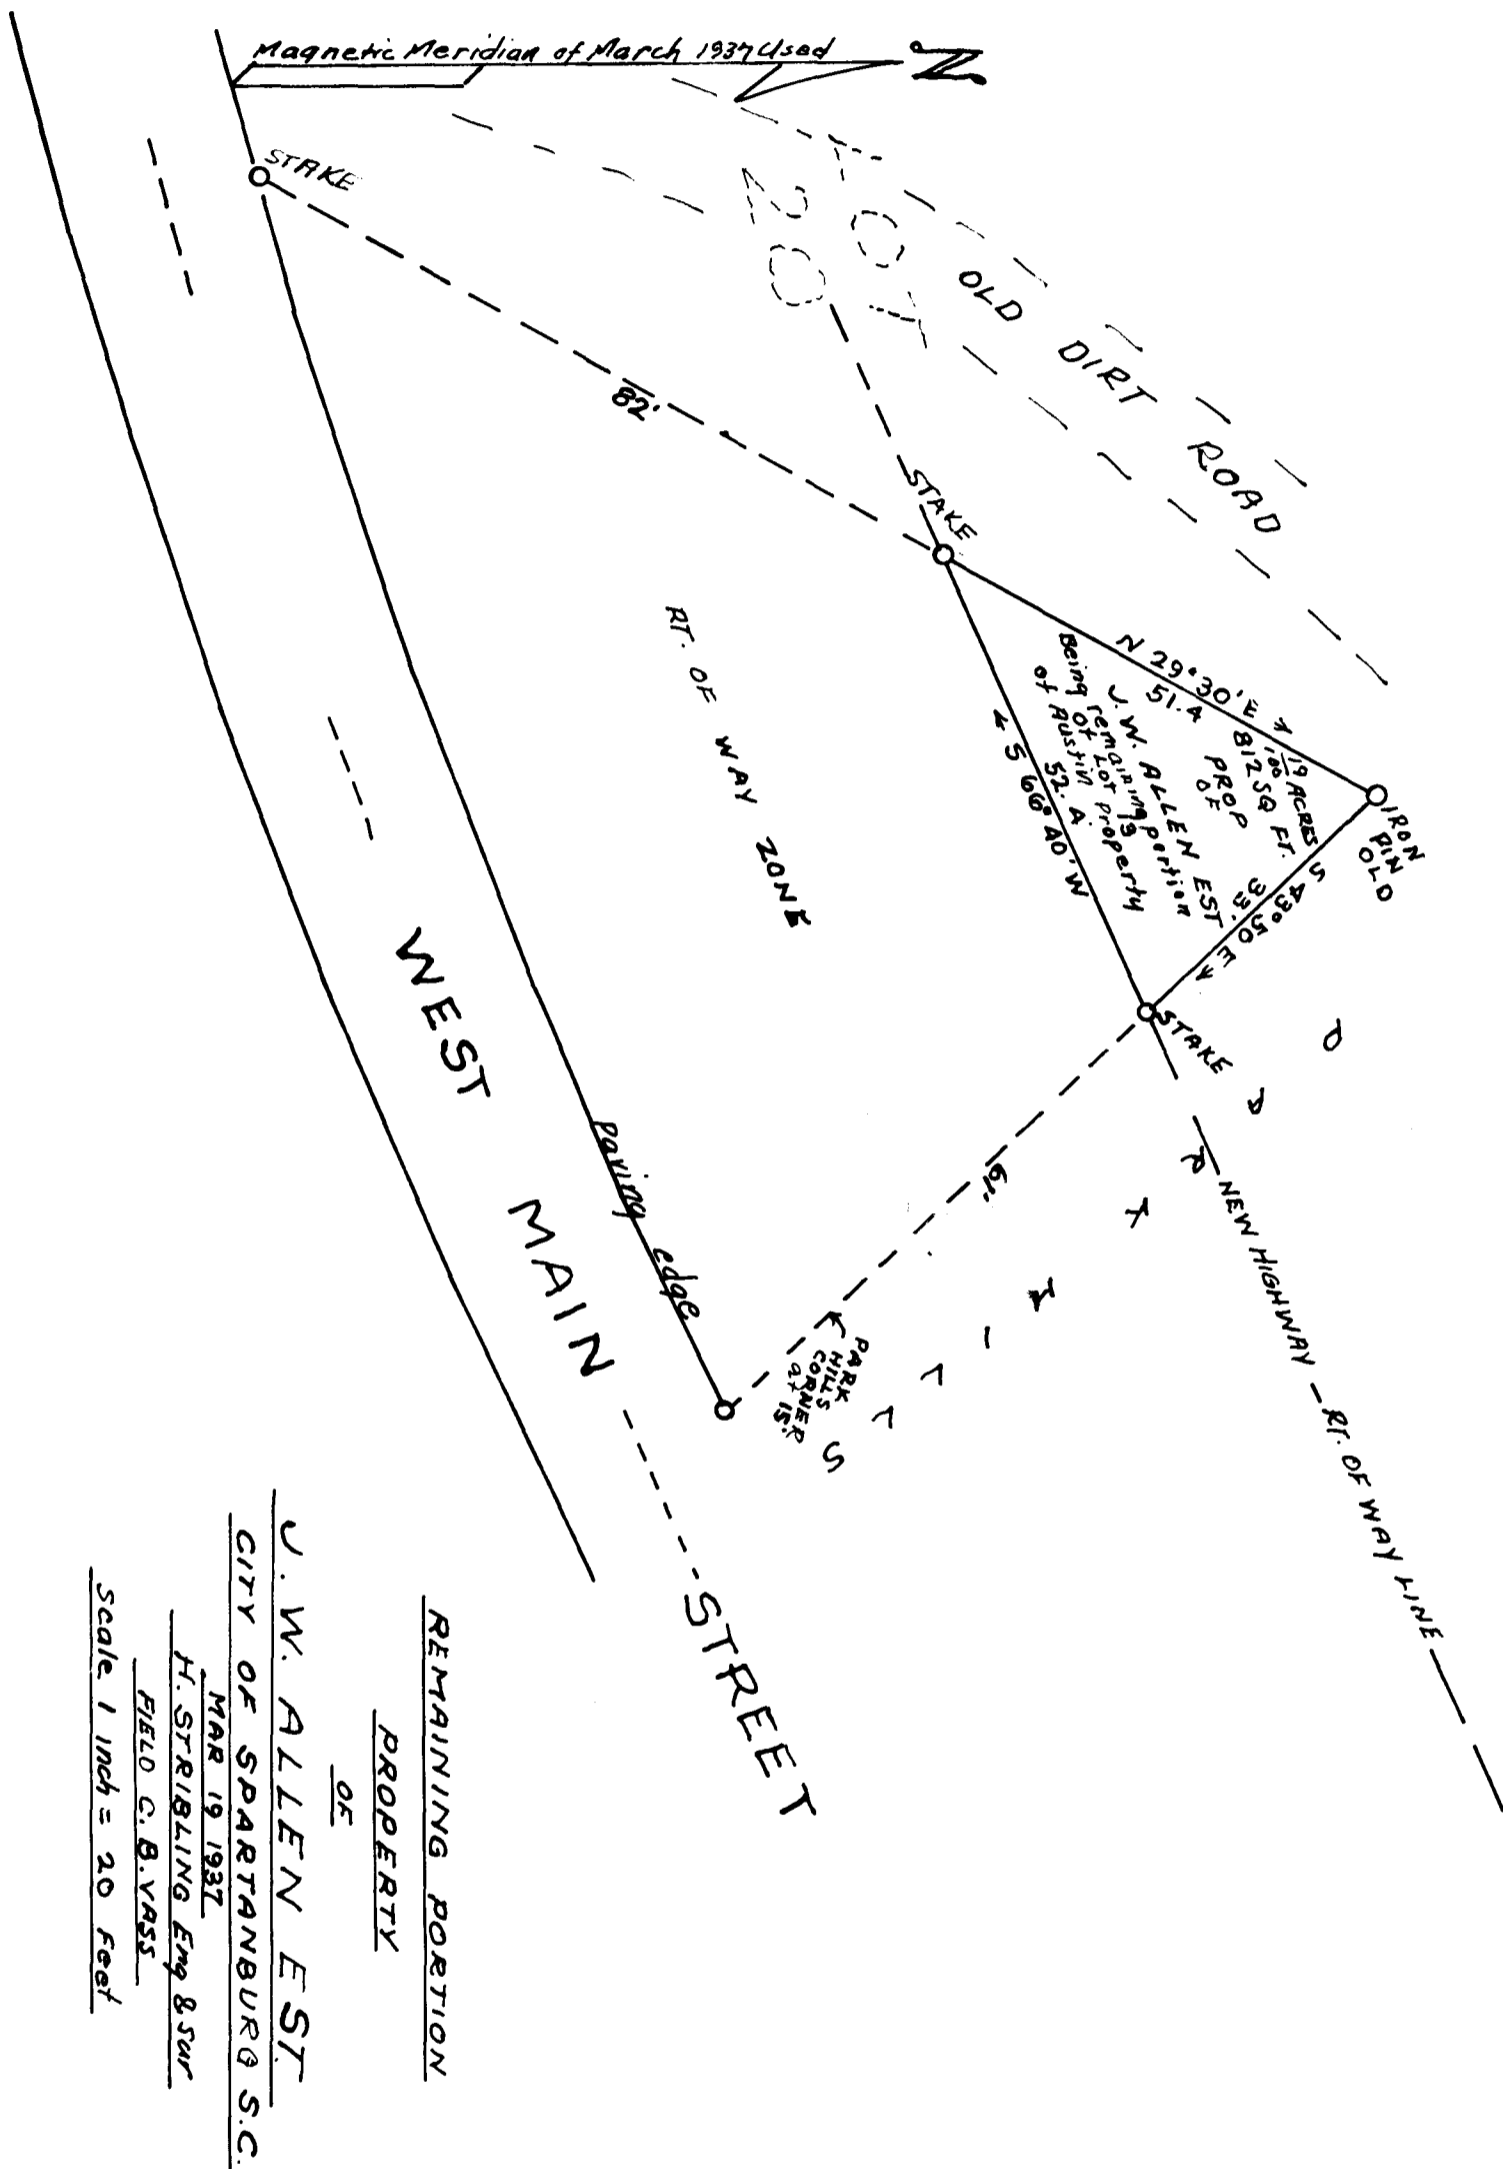 Magnetic Meridian of March 1937 Used
N
STAKE
82'
LOT
20
OLD DIRT ROAD
STAKE
N 29° 30' E
51.4
19/100 ACRES
812 SQ FT.
PROP
OF
J. W. ALLEN EST
Being remaining portion
of Lot 19 property
of Austin A.
52.
S 66° 40' W
S 43° 50 E
33'
IRON
PIN
OLD
STAKE
RT. OF WAY ZONE
61'
NEW HIGHWAY — RT. OF WAY LINE
PARK
HILLS
CORNER
at 15'
paving edge
WEST MAIN STREET
REMAINING PORTION
PROPERTY
OF
J. W. ALLEN EST.
CITY OF SPARTANBURG S.C.
MAR 19 1937
H. STRIBLING Eng & Sur
FIELD C. B. VASS
Scale 1 inch = 20 Feet